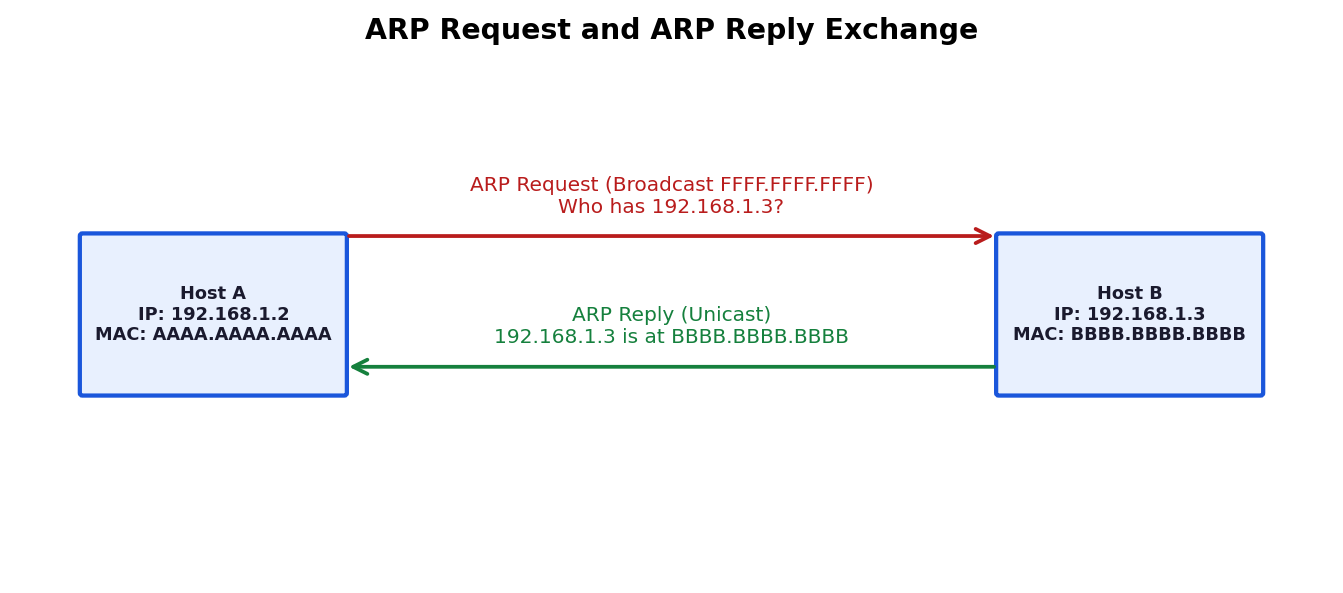 ARP Request and ARP Reply Exchange
ARP Request (Broadcast FFFF.FFFF.FFFF)
Who has 192.168.1.3?
Host A
IP: 192.168.1.2
MAC: AAAA.AAAA.AAAA
ARP Reply (Unicast)
192.168.1.3 is at BBBB.BBBB.BBBB
Host B
IP: 192.168.1.3
MAC: BBBB.BBBB.BBBB